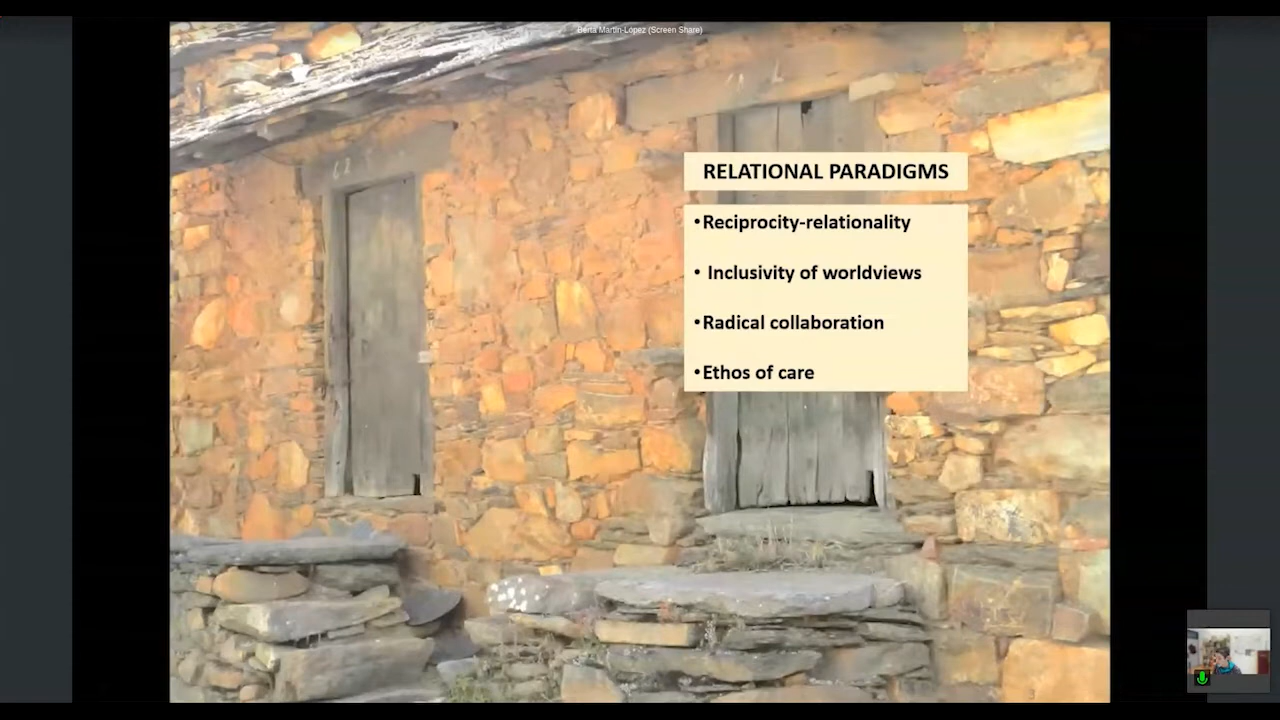 Berta Martín-López (Screen Share)
RELATIONAL PARADIGMS
•Reciprocity-relationality
• Inclusivity of worldviews
•Radical collaboration
•Ethos of care